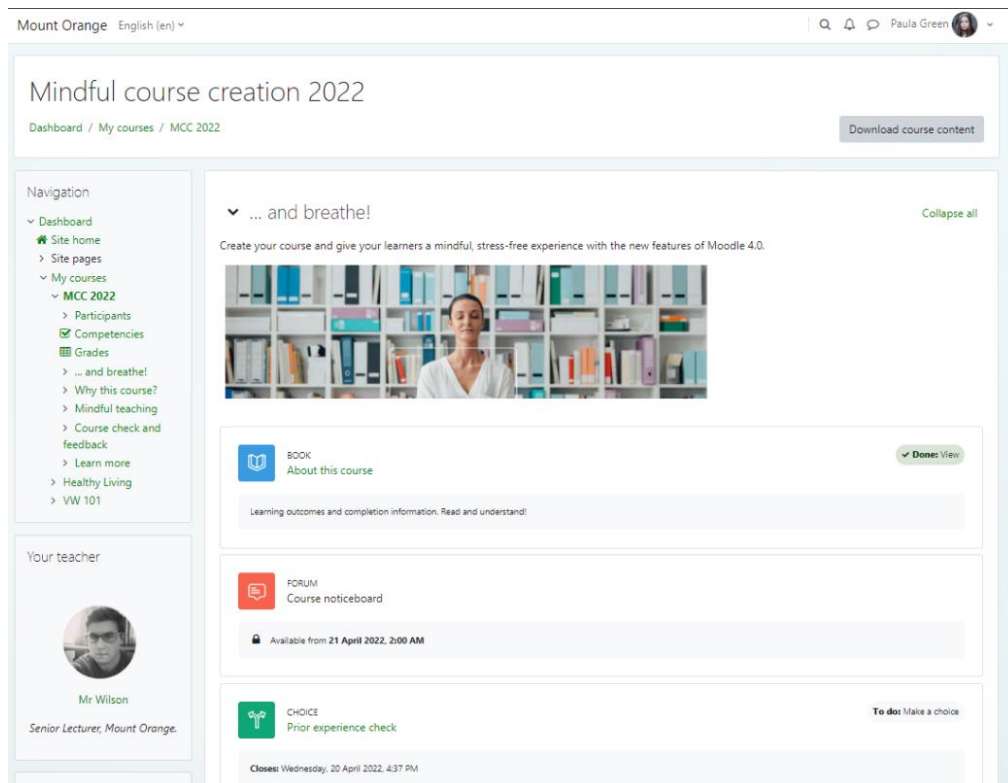 Mount Orange English (en)
Paula Green
Mindful course creation 2022
Dashboard / My courses / MCC 2022
Download course content
Navigation
Dashboard
Site home
Site pages
My courses
MCC 2022
Participants
Competencies
Grades
... and breathe!
Why this course?
Mindful teaching
Course check and
feedback
Learn more
Healthy Living
VW 101
Your teacher
Mr Wilson
Senior Lecturer, Mount Orange.
... and breathe!
Collapse all
Create your course and give your learners a mindful, stress-free experience with the new features of Moodle 4.0.
BOOK
About this course
Done: View
Learning outcomes and completion information. Read and understand!
FORUM
Course noticeboard
Available from 21 April 2022, 2:00 AM
CHOICE
Prior experience check
To do: Make a choice
Closes: Wednesday, 20 April 2022, 4:37 PM